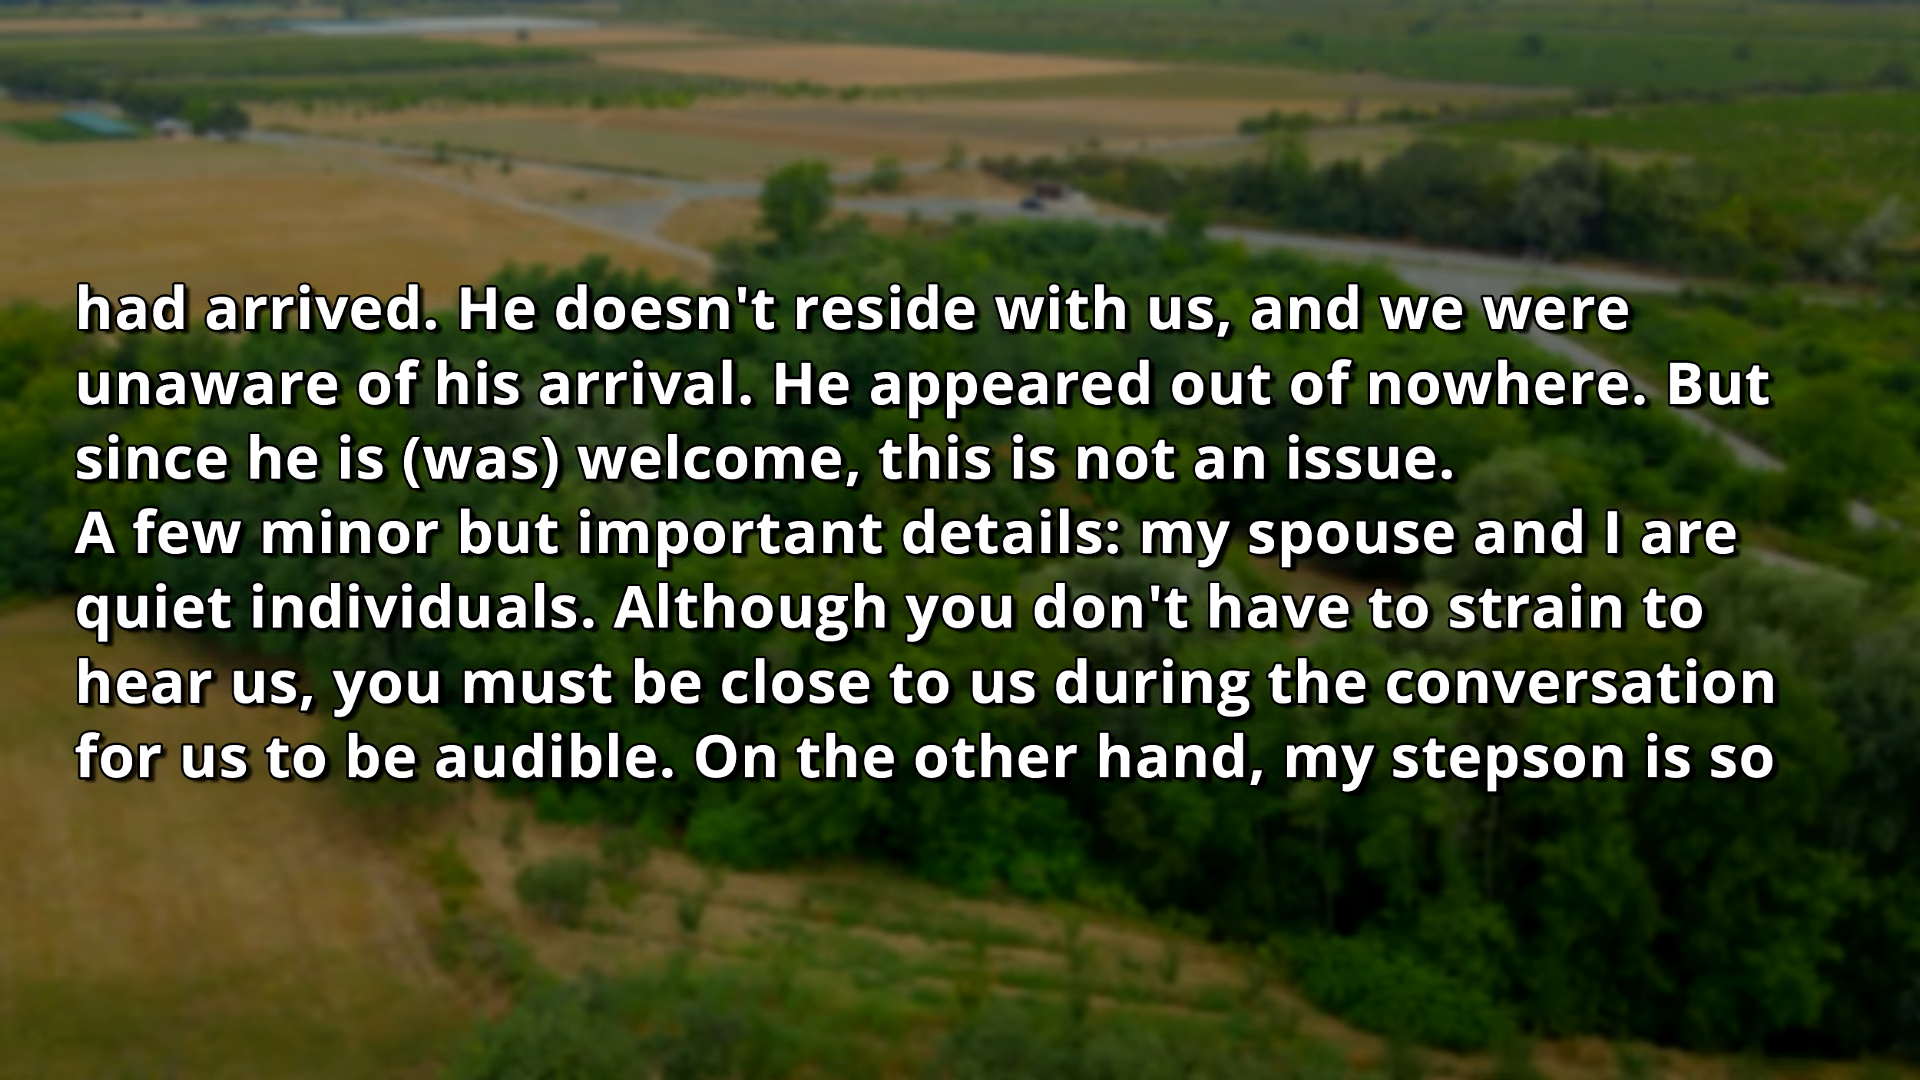 had arrived. He doesn't reside with us, and we were
unaware of his arrival. He appeared out of nowhere. But
since he is (was) welcome, this is not an issue.
A few minor but important details: my spouse and I are
quiet individuals. Although you don't have to strain to
hear us, you must be close to us during the conversation
for us to be audible. On the other hand, my stepson is so